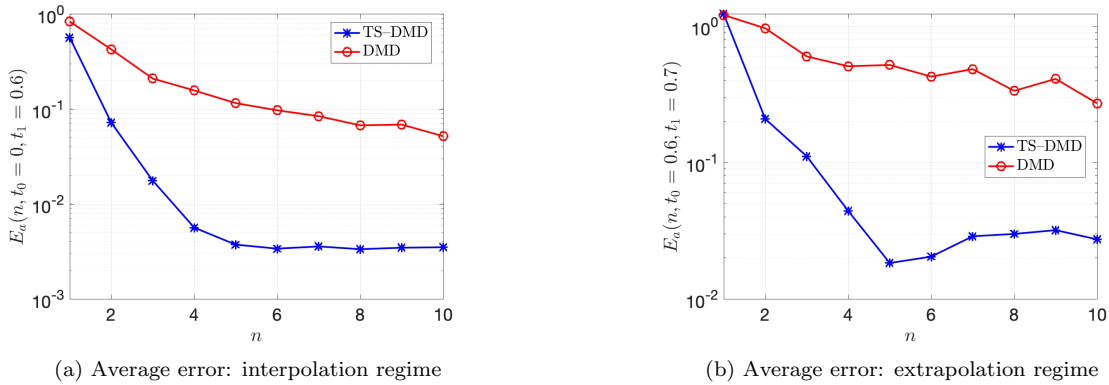 10^0
10^-1
10^-2
10^-3
2
4
6
8
10
n
E_a(n, t_0 = 0, t_1 = 0.6)
TS–DMD
DMD
(a) Average error: interpolation regime
10^0
10^-1
10^-2
2
4
6
8
10
n
E_a(n, t_0 = 0.6, t_1 = 0.7)
TS–DMD
DMD
(b) Average error: extrapolation regime